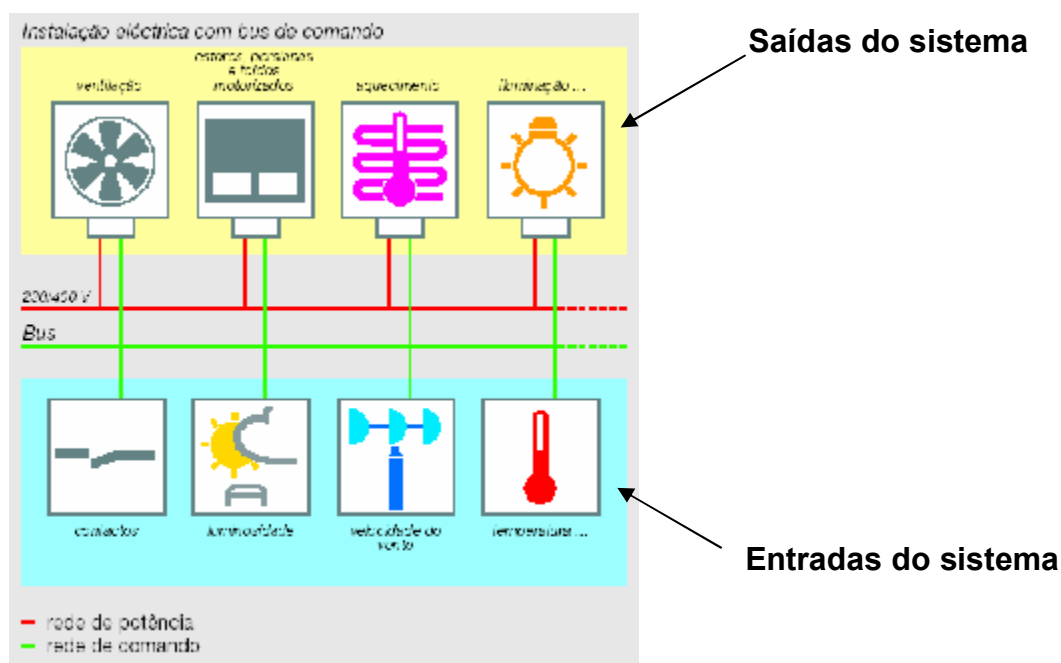 Instalação eléctrica com bus de comando
Saídas do sistema
estores, persianas
e toldos
motorizados
ventilação
aquecimento
iluminação ...
230/400 V
Bus
contactos
luminosidade
velocidade do
vento
temperatura ...
Entradas do sistema
rede de potência
rede de comando